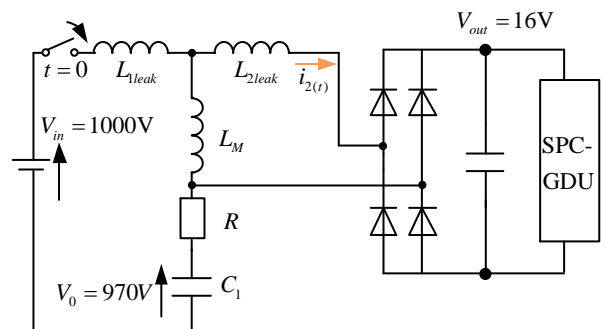 V_out = 16V
t = 0
L_1leak
L_2leak
i_2(t)
V_in = 1000V
L_M
SPC-
GDU
R
V_0 = 970V
C_1